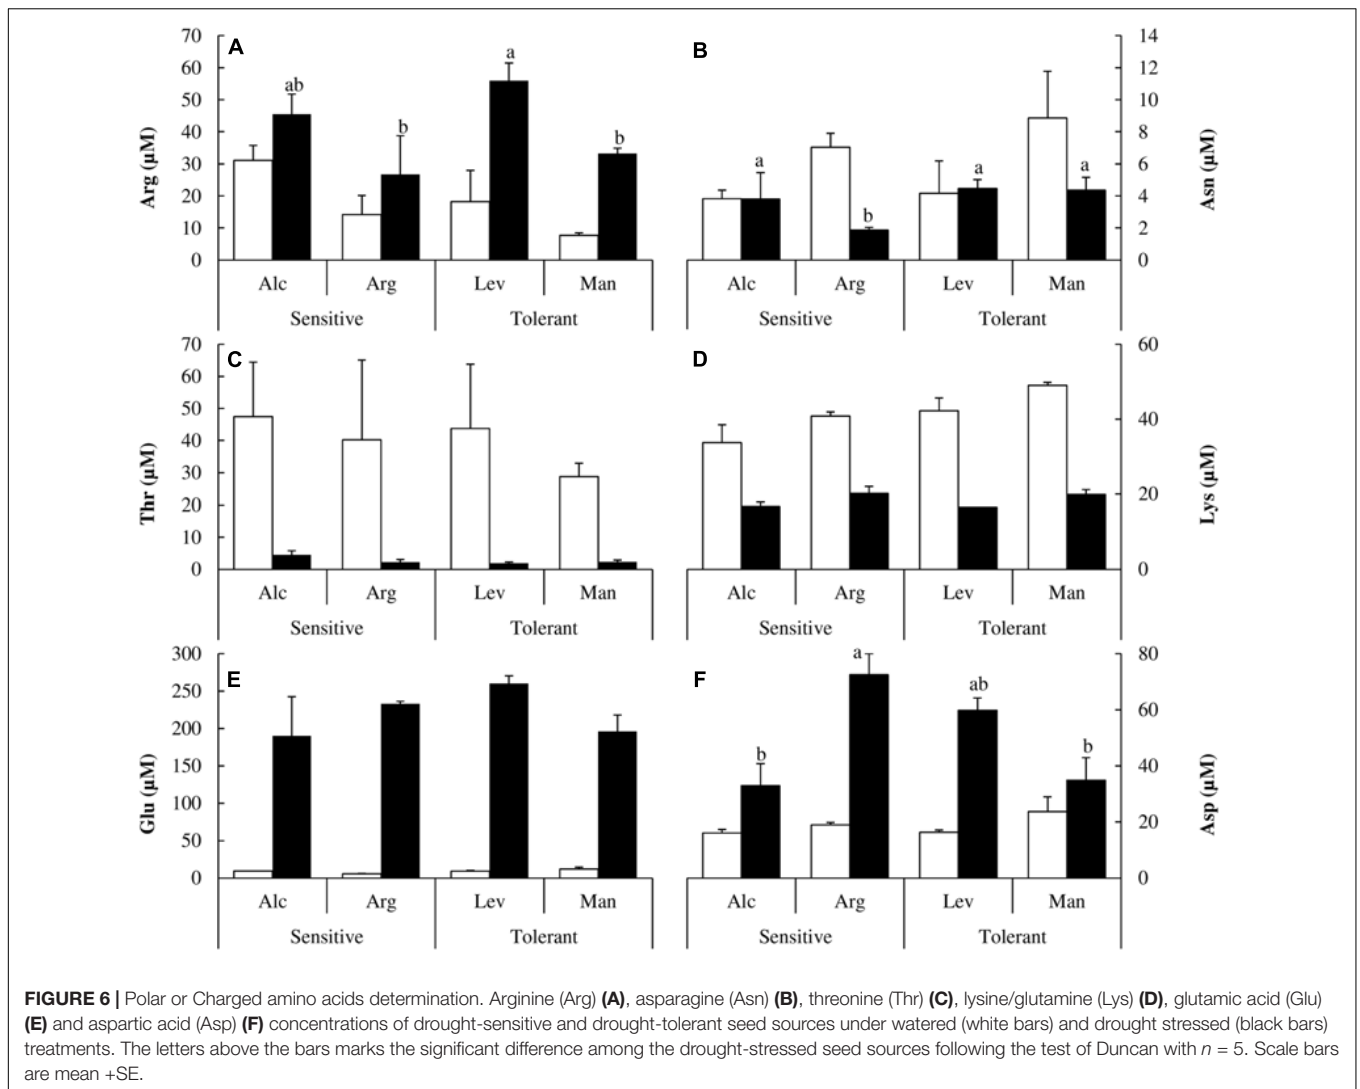 70 A a B 14
60 12
50 ab 10
40 b b 8
30 a a a 6
20 b 4
10 2
0 0
Arg (µM) Asn (µM)
Alc Arg Lev Man Alc Arg Lev Man
Sensitive Tolerant Sensitive Tolerant
70 C D 60
60
50
40 40
30
20 20
10
0 0
Thr (µM) Lys (µM)
Alc Arg Lev Man Alc Arg Lev Man
Sensitive Tolerant Sensitive Tolerant
300 E F a 80
250 ab 60
200 b b
150 40
100
50 20
0 0
Glu (µM) Asp (µM)
Alc Arg Lev Man Alc Arg Lev Man
Sensitive Tolerant Sensitive Tolerant
FIGURE 6 | Polar or Charged amino acids determination. Arginine (Arg) (A), asparagine (Asn) (B), threonine (Thr) (C), lysine/glutamine (Lys) (D), glutamic acid (Glu)
(E) and aspartic acid (Asp) (F) concentrations of drought-sensitive and drought-tolerant seed sources under watered (white bars) and drought stressed (black bars)
treatments. The letters above the bars marks the significant difference among the drought-stressed seed sources following the test of Duncan with n = 5. Scale bars
are mean +SE.